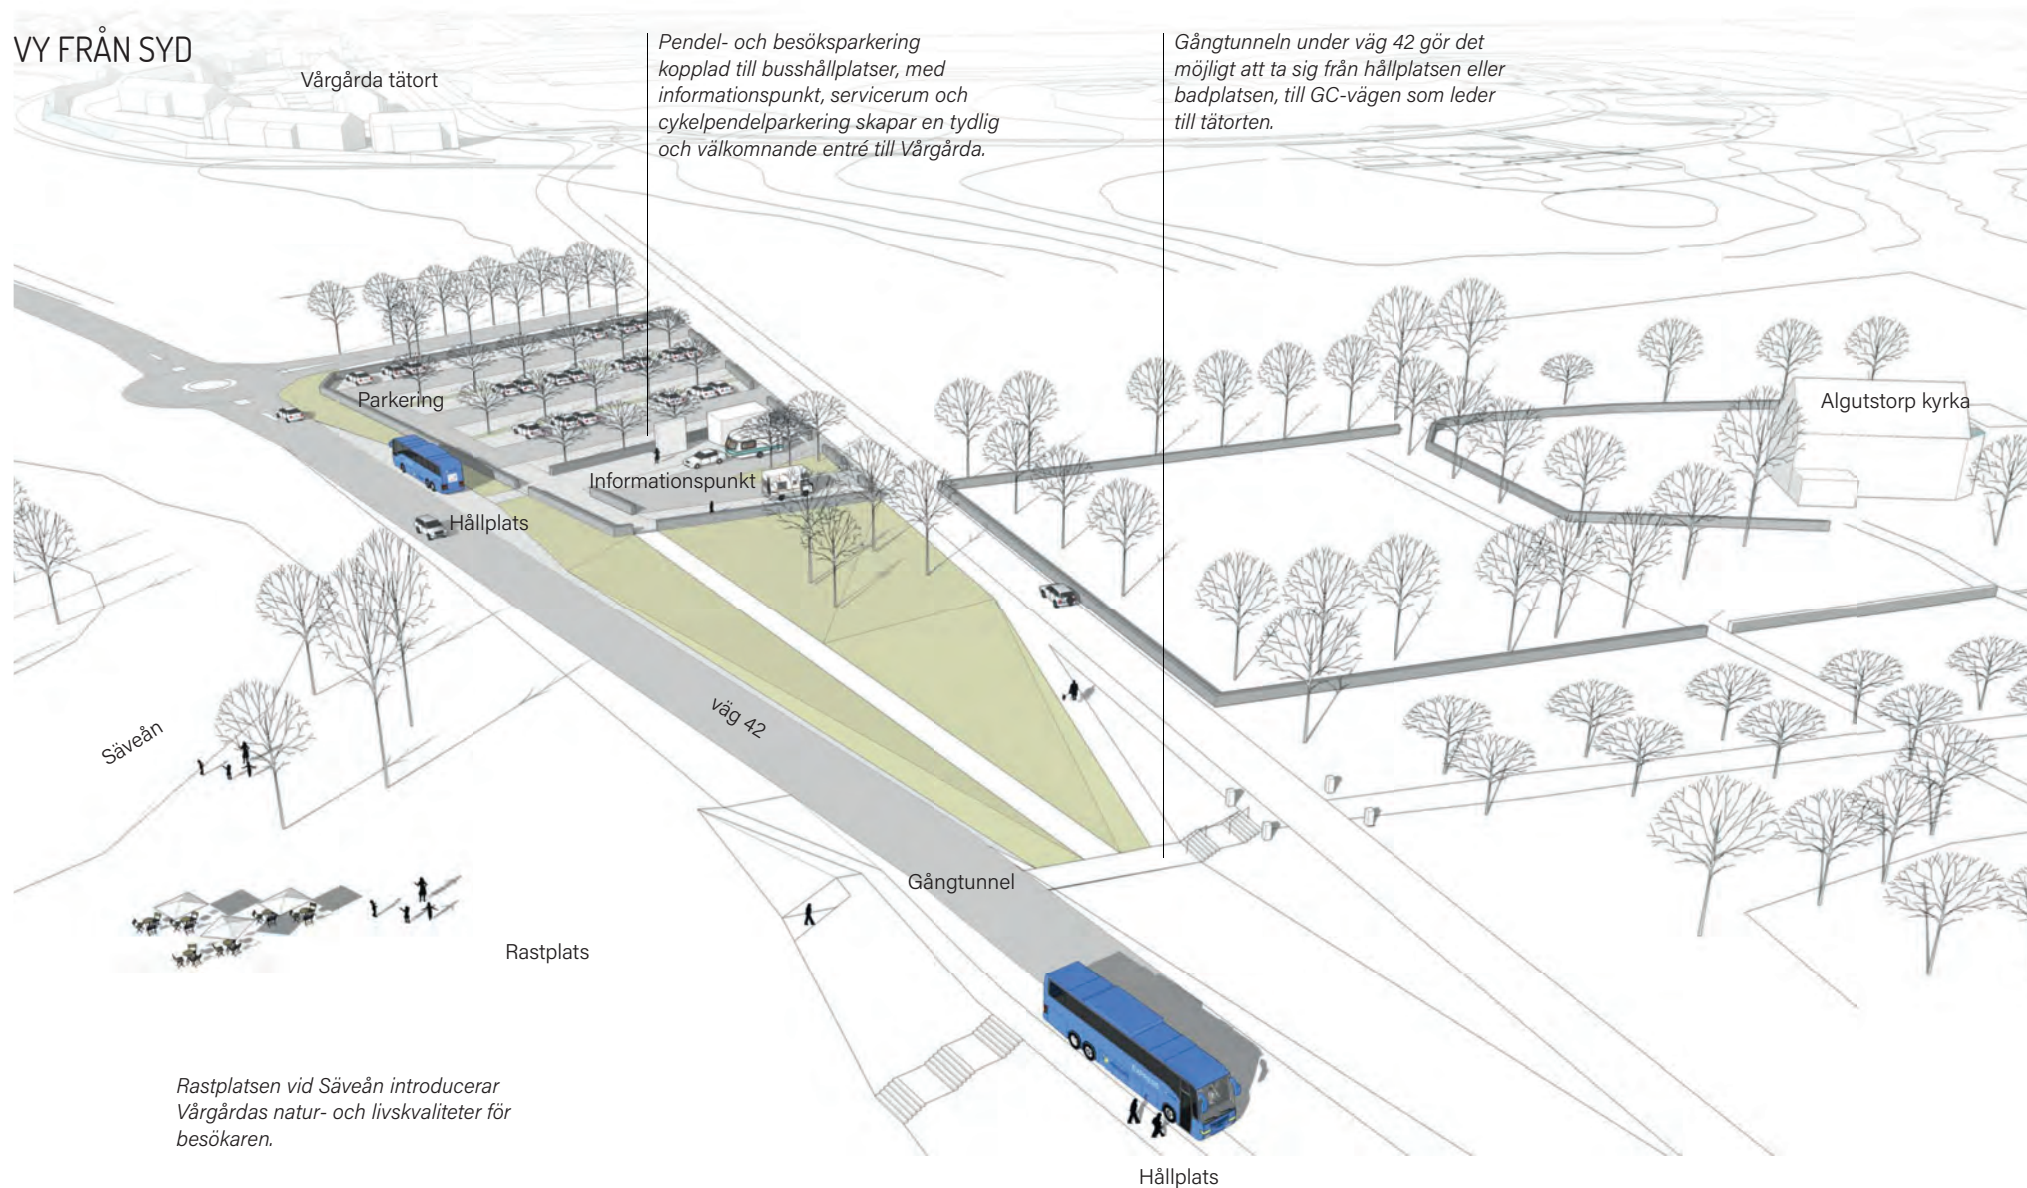 VY FRÅN SYD
Vårgårda tätort
Pendel- och besöksparkering
kopplad till busshållplatser, med
informationspunkt, servicerum och
cykelpendelparkering skapar en tydlig
och välkomnande entré till Vårgårda.
Gångtunneln under väg 42 gör det
möjligt att ta sig från hållplatsen eller
badplatsen, till GC-vägen som leder
till tätorten.
Parkering
Algutstorp kyrka
Informationspunkt
Hållplats
väg 42
Säveån
Gångtunnel
Rastplats
Rastplatsen vid Säveån introducerar
Vårgårdas natur- och livskvaliteter för
besökaren.
Hållplats